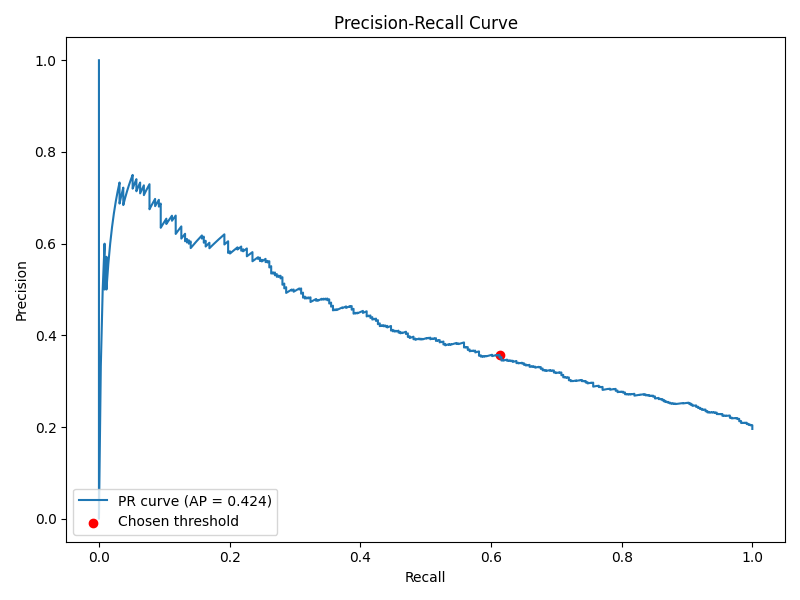 Precision-Recall Curve
Precision
1.0
0.8
0.6
0.4
0.2
0.0
PR curve (AP = 0.424)
Chosen threshold
0.0 0.2 0.4 0.6 0.8 1.0
Recall